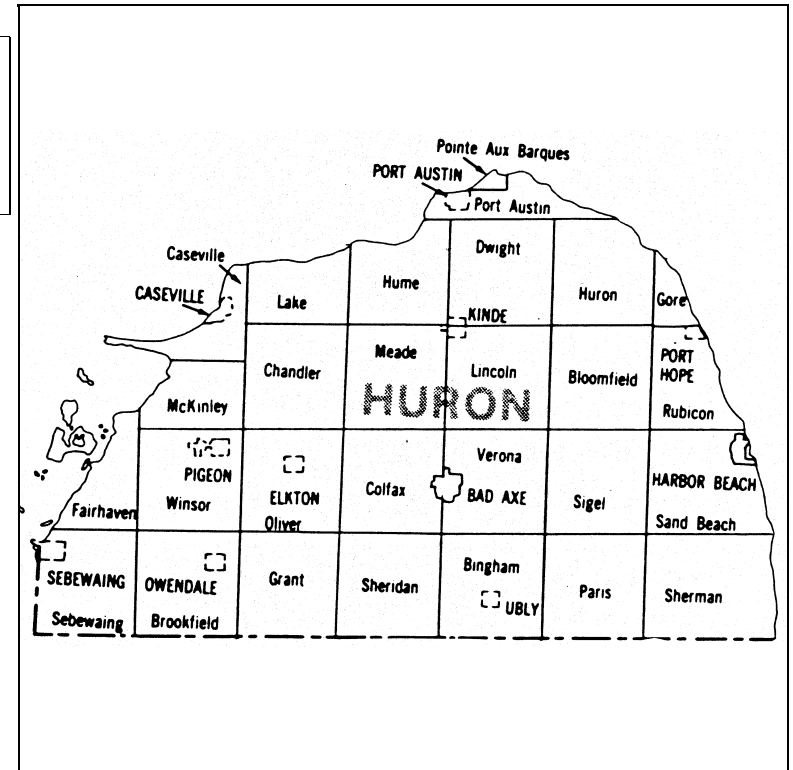 Pointe Aux Barques
PORT AUSTIN
Port Austin
Caseville
Dwight
CASEVILLE
Lake
Hume
Huron
Gore
KINDE
Meade
Chandler
Lincoln
Bloomfield
PORT
HOPE
HURON
McKinley
Rubicon
Verona
PIGEON
Colfax
BAD AXE
HARBOR BEACH
Fairhaven
Winsor
ELKTON
Sigel
Oliver
Sand Beach
SEBEWAING
OWENDALE
Grant
Sheridan
Bingham
Paris
Sherman
UBLY
Sebewaing
Brookfield